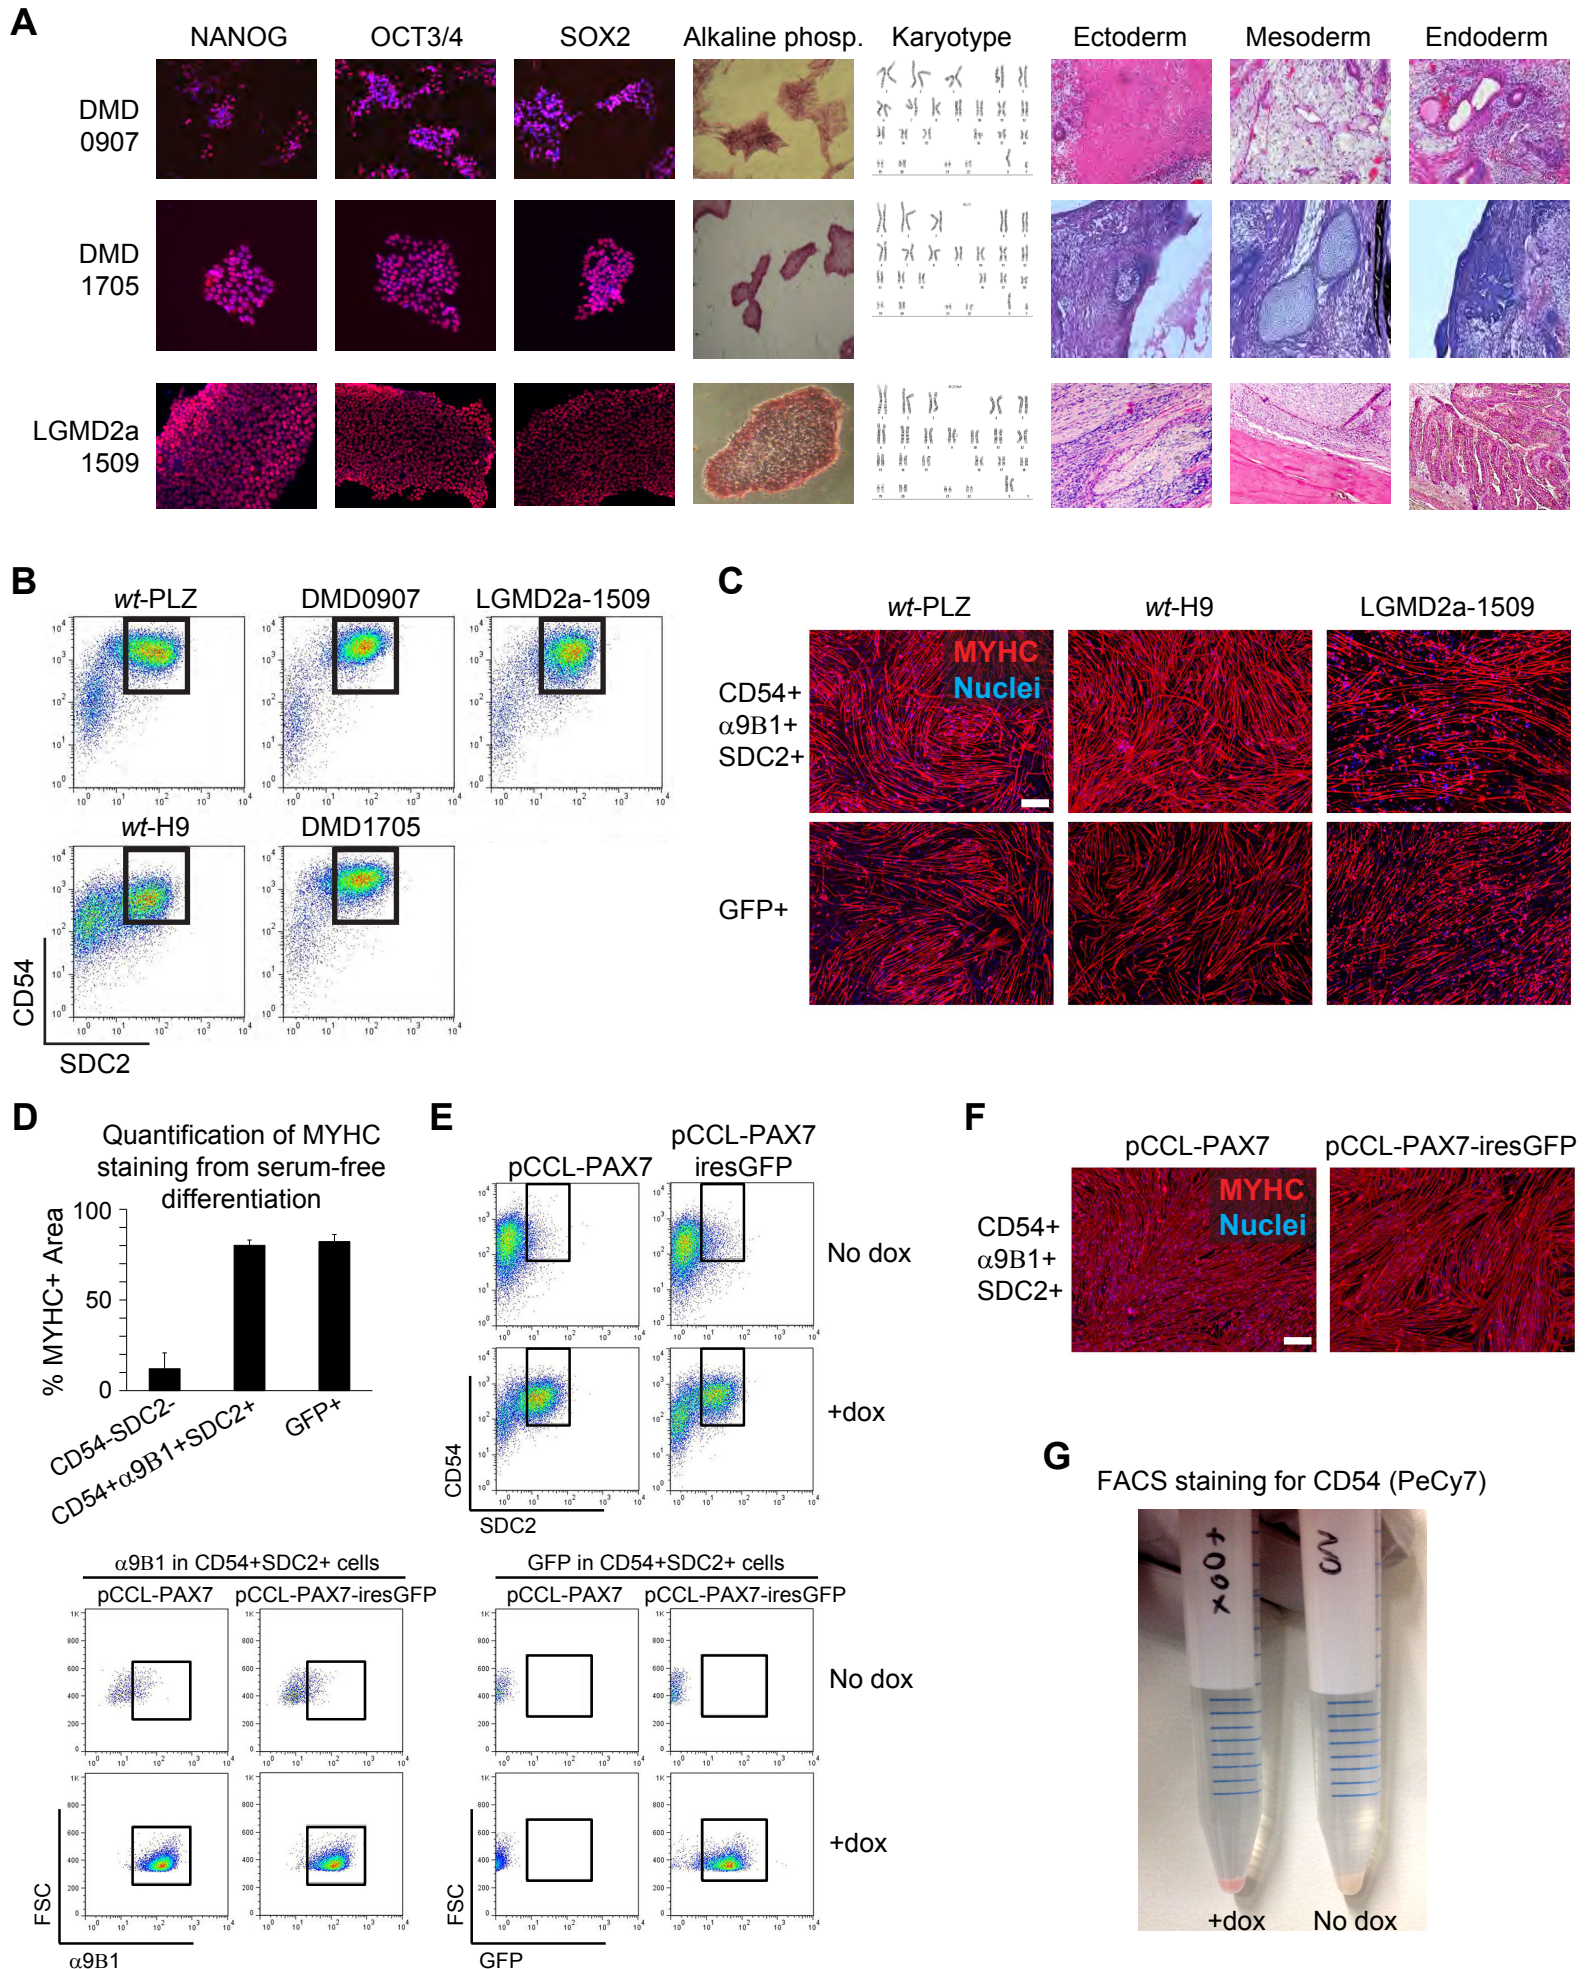 A
NANOG OCT3/4 SOX2 Alkaline phosp. Karyotype Ectoderm Mesoderm Endoderm
DMD
0907
DMD
1705
LGMD2a
1509
B
wt-PLZ DMD0907 LGMD2a-1509
wt-H9 DMD1705
CD54
SDC2
C
wt-PLZ wt-H9 LGMD2a-1509
MYHC
Nuclei
CD54+
α9B1+
SDC2+
GFP+
D
Quantification of MYHC
staining from serum-free
differentiation
% MYHC+ Area
100
50
0
CD54-SDC2-
CD54+α9B1+SDC2+
GFP+
E
pCCL-PAX7
pCCL-PAX7
iresGFP
No dox
+dox
CD54
SDC2
α9B1 in CD54+SDC2+ cells
pCCL-PAX7 pCCL-PAX7-iresGFP
FSC
α9B1
GFP in CD54+SDC2+ cells
pCCL-PAX7 pCCL-PAX7-iresGFP
No dox
+dox
FSC
GFP
F
pCCL-PAX7 pCCL-PAX7-iresGFP
MYHC
Nuclei
CD54+
α9B1+
SDC2+
G
FACS staining for CD54 (PeCy7)
+DOX
NO
+dox No dox